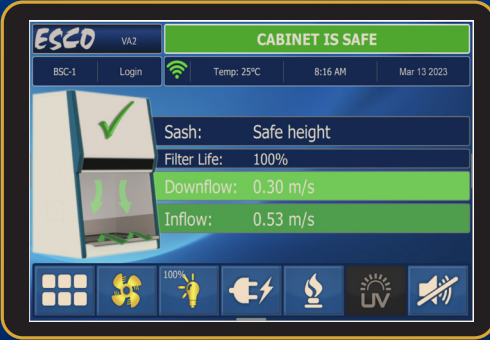 ESCO VA2 CABINET IS SAFE
BSC-1 Login Temp: 25°C 8:16 AM Mar 13 2023
Sash: Safe height
Filter Life: 100%
Downflow: 0.30 m/s
Inflow: 0.53 m/s
100%
UV